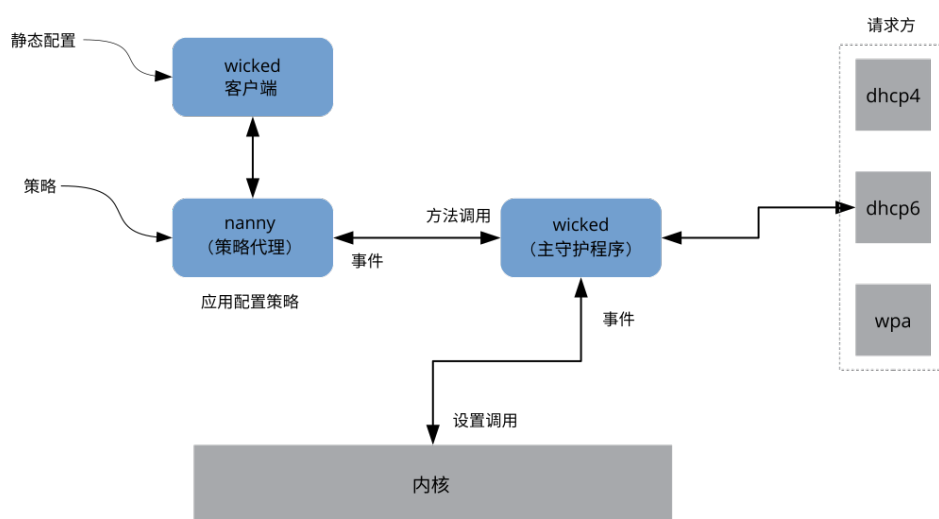 请求方
静态配置
wicked
客户端
dhcp4
策略
nanny
（策略代理）
方法调用
事件
wicked
（主守护程序）
dhcp6
应用配置策略
事件
wpa
设置调用
内核